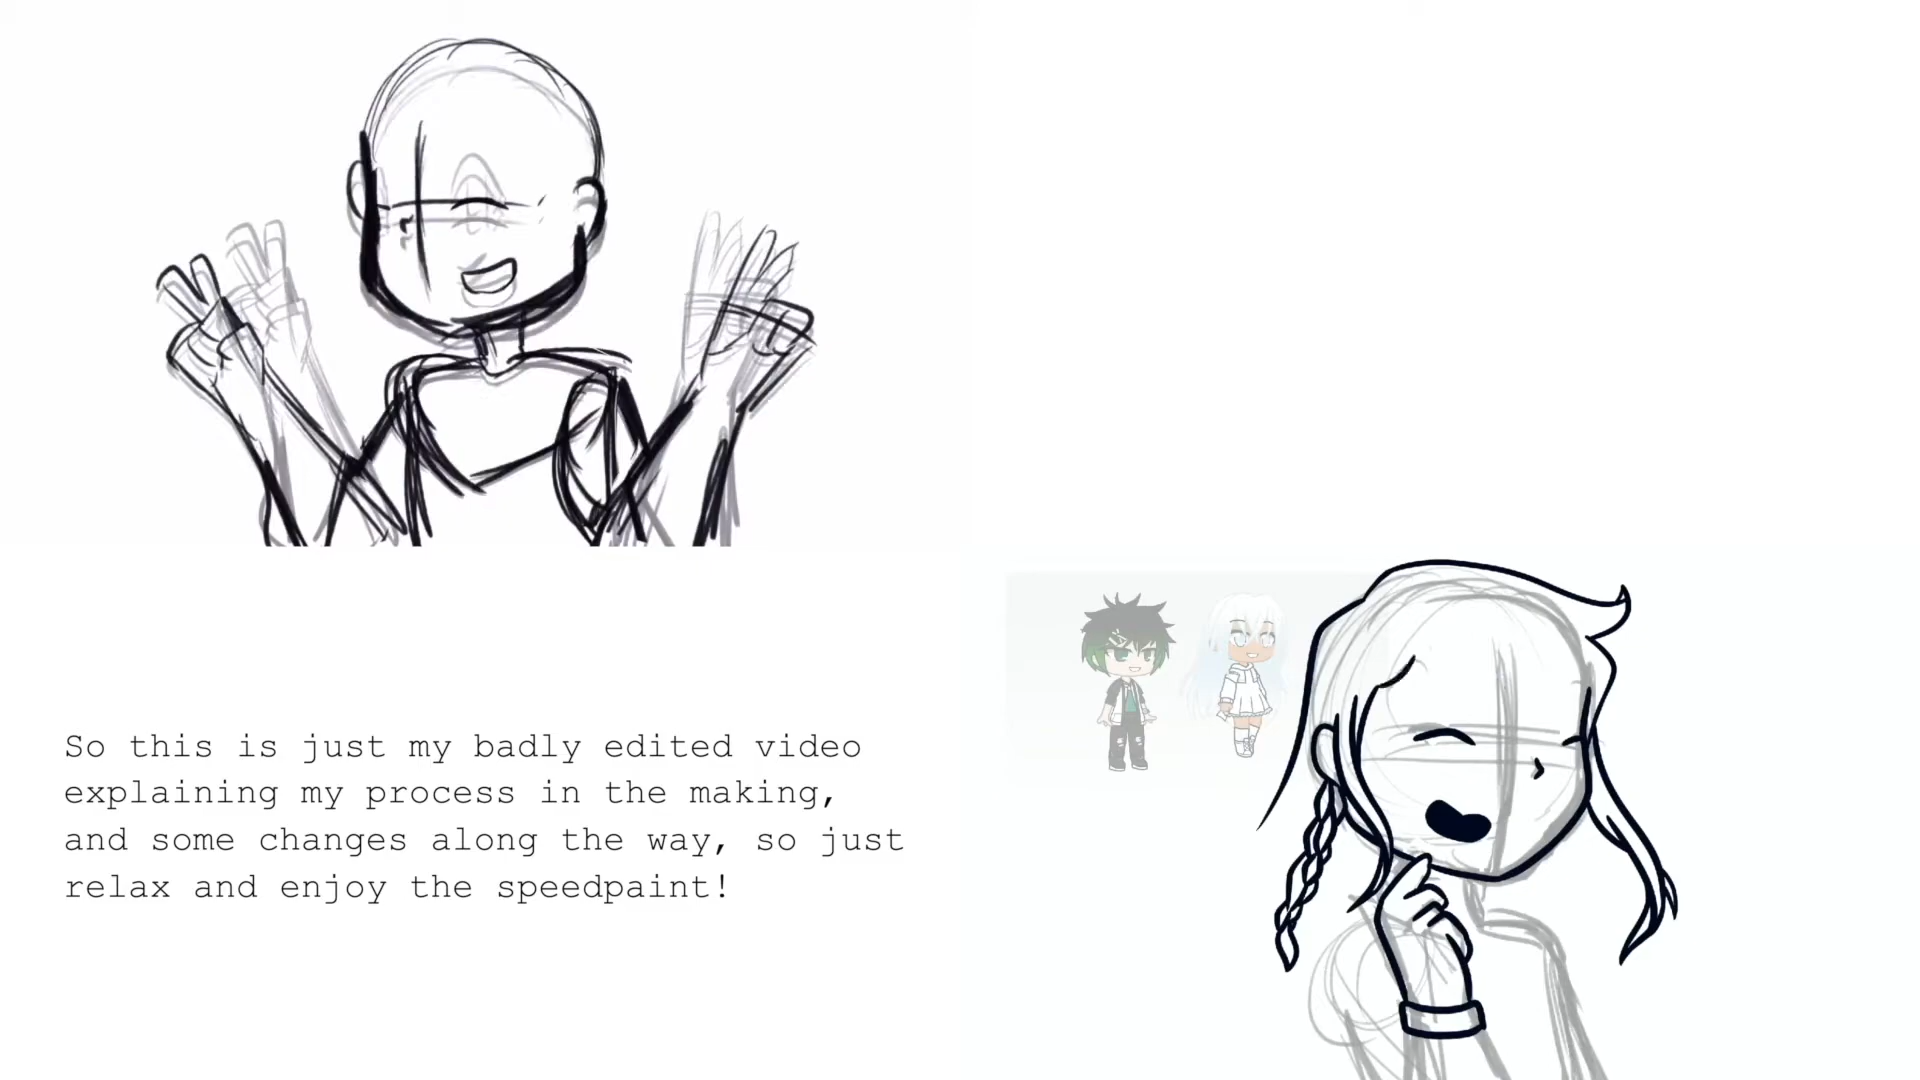 So this is just my badly edited video
explaining my process in the making,
and some changes along the way, so just
relax and enjoy the speedpaint!